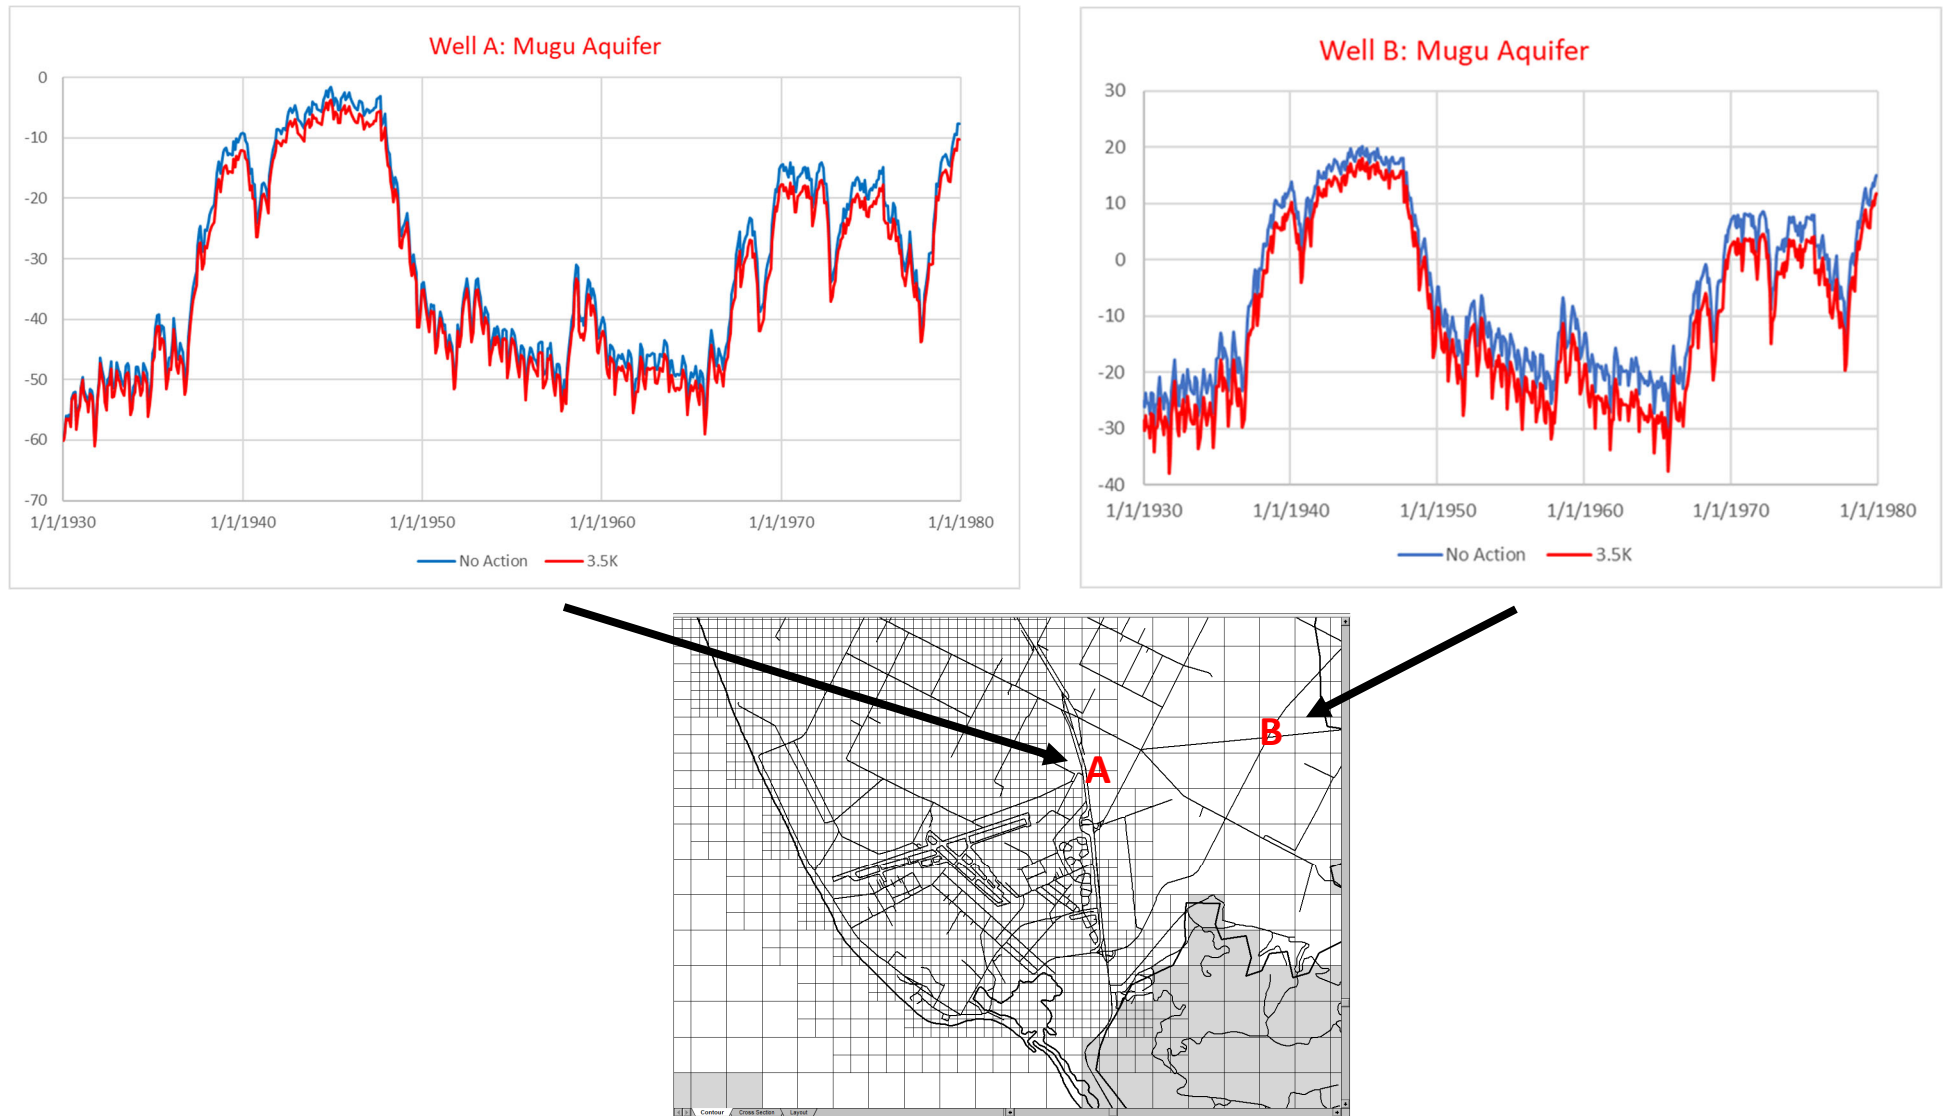 Well A: Mugu Aquifer
0
-10
-20
-30
-40
-50
-60
-70
1/1/1930 1/1/1940 1/1/1950 1/1/1960 1/1/1970 1/1/1980
No Action 3.5K
Well B: Mugu Aquifer
30
20
10
0
-10
-20
-30
-40
1/1/1930 1/1/1940 1/1/1950 1/1/1960 1/1/1970 1/1/1980
No Action 3.5K
B
A
Contour Cross Section Layout